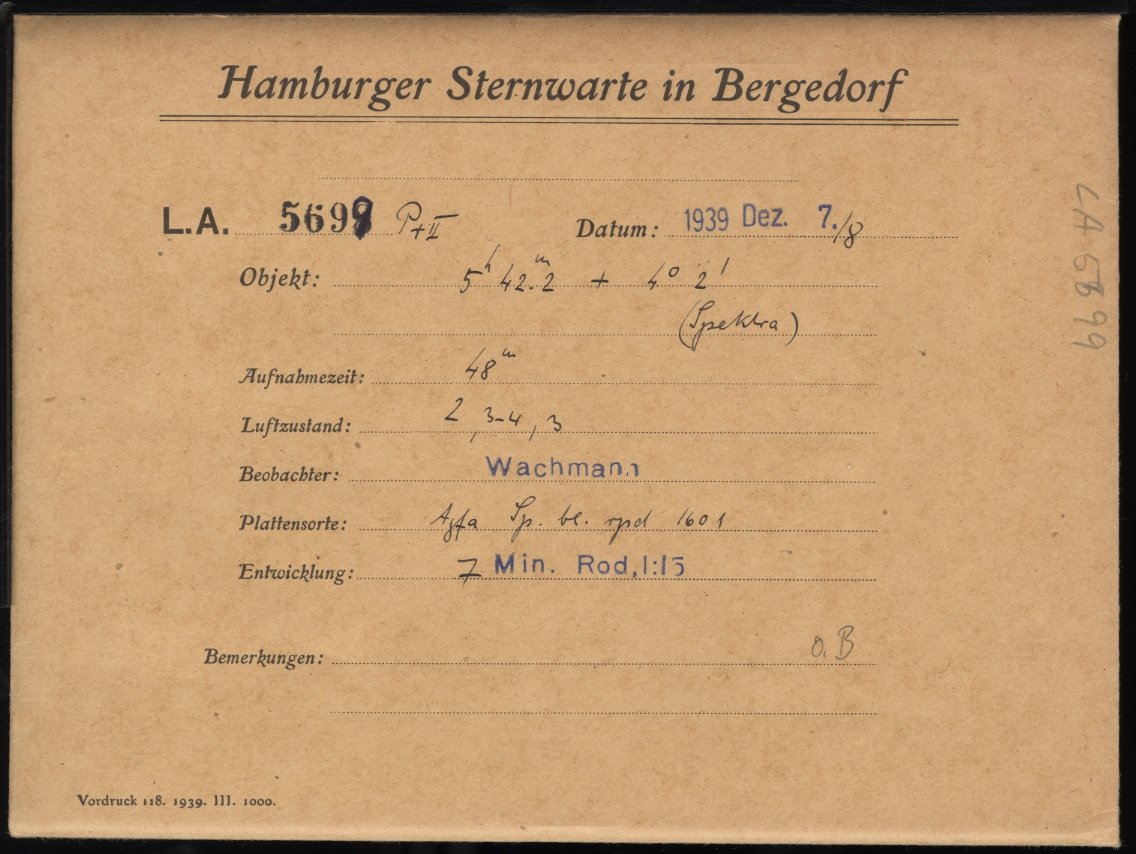 Hamburger Sternwarte in Bergedorf
L.A. 5699 P+II Datum: 1939 Dez. 7./8
Objekt: 5h 42.m2 + 4° 2'
(Spektra)
Aufnahmezeit: 48m
Luftzustand: 2, 3-4, 3
Beobachter: Wachmann
Plattensorte: Agfa Sp. bl. rpd 1601
Entwicklung: 7 Min. Rod, 1:15
Bemerkungen: o. B
Vordruck 118. 1939. III. 1000.
LA 5699